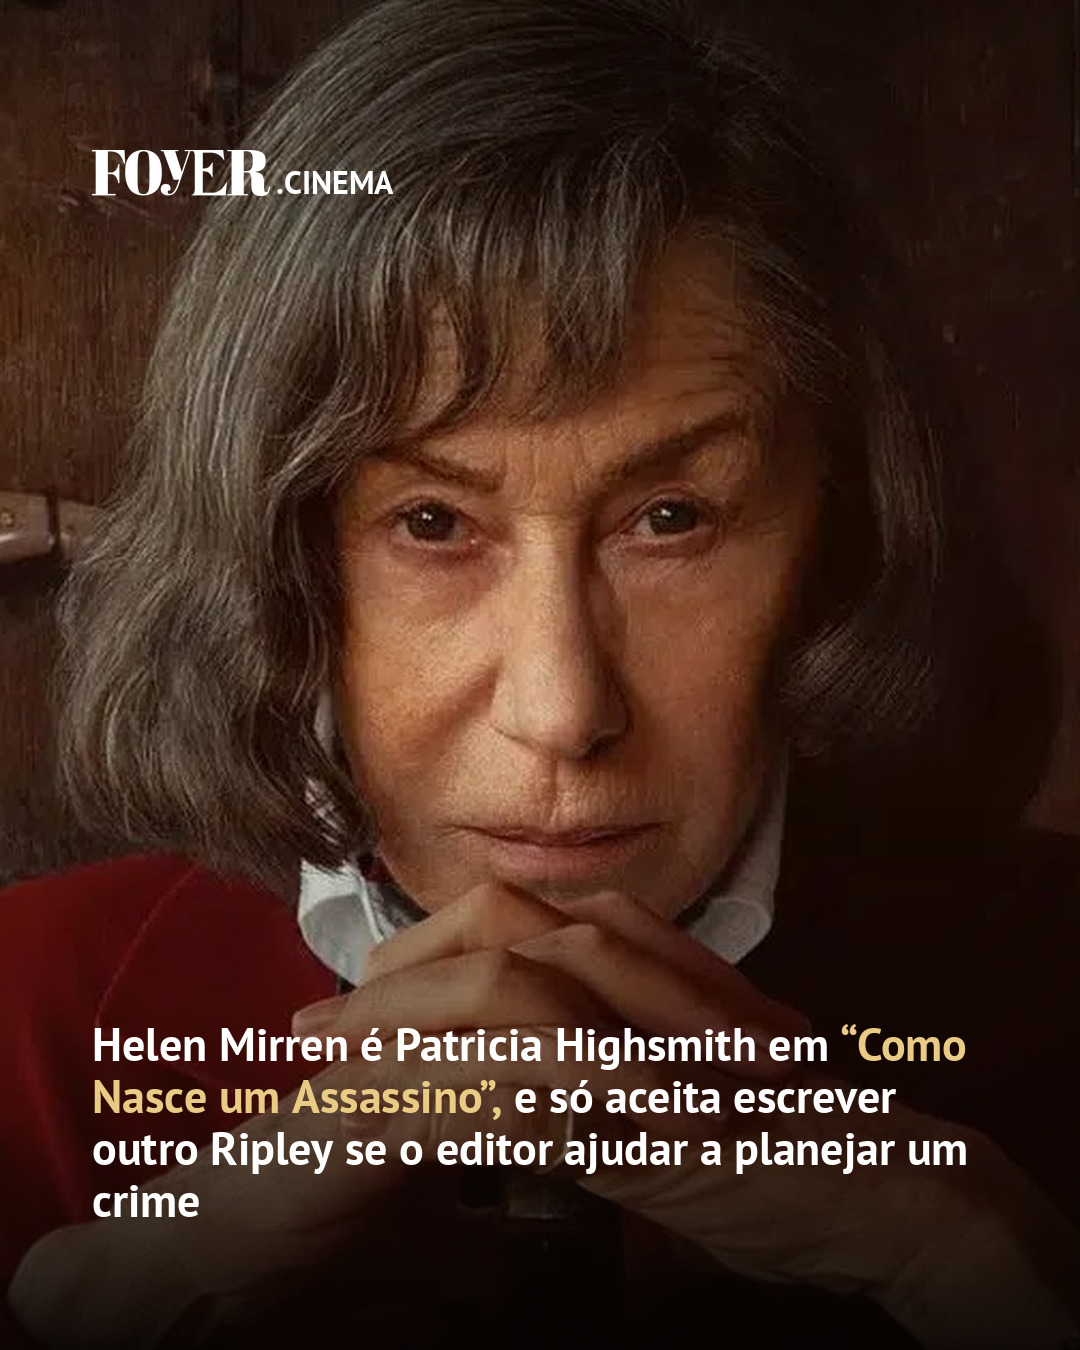 FOYER.CINEMA
Helen Mirren é Patricia Highsmith em “Como
Nasce um Assassino”, e só aceita escrever
outro Ripley se o editor ajudar a planejar um
crime